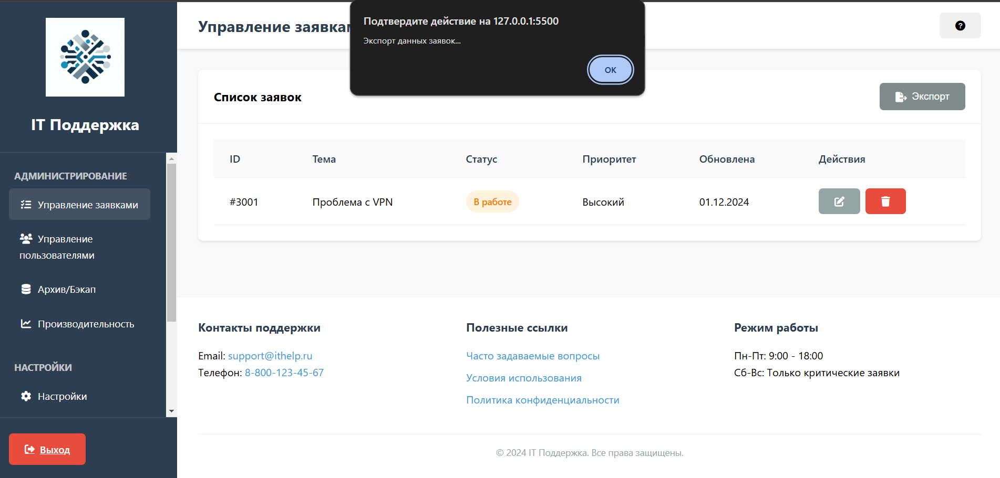 Подтвердите действие на 127.0.0.1:5500
Экспорт данных заявок...
ОК
IT Поддержка
АДМИНИСТРИРОВАНИЕ
Управление заявками
Управление
пользователями
Архив/Бэкап
Производительность
НАСТРОЙКИ
Настройки
Выход
Управление заявкам
?
Список заявок
Экспорт
ID Тема Статус Приоритет Обновлена Действия
#3001 Проблема с VPN В работе Высокий 01.12.2024
Контакты поддержки
Email: support@ithelp.ru
Телефон: 8-800-123-45-67
Полезные ссылки
Часто задаваемые вопросы
Условия использования
Политика конфиденциальности
Режим работы
Пн-Пт: 9:00 - 18:00
Сб-Вс: Только критические заявки
© 2024 IT Поддержка. Все права защищены.